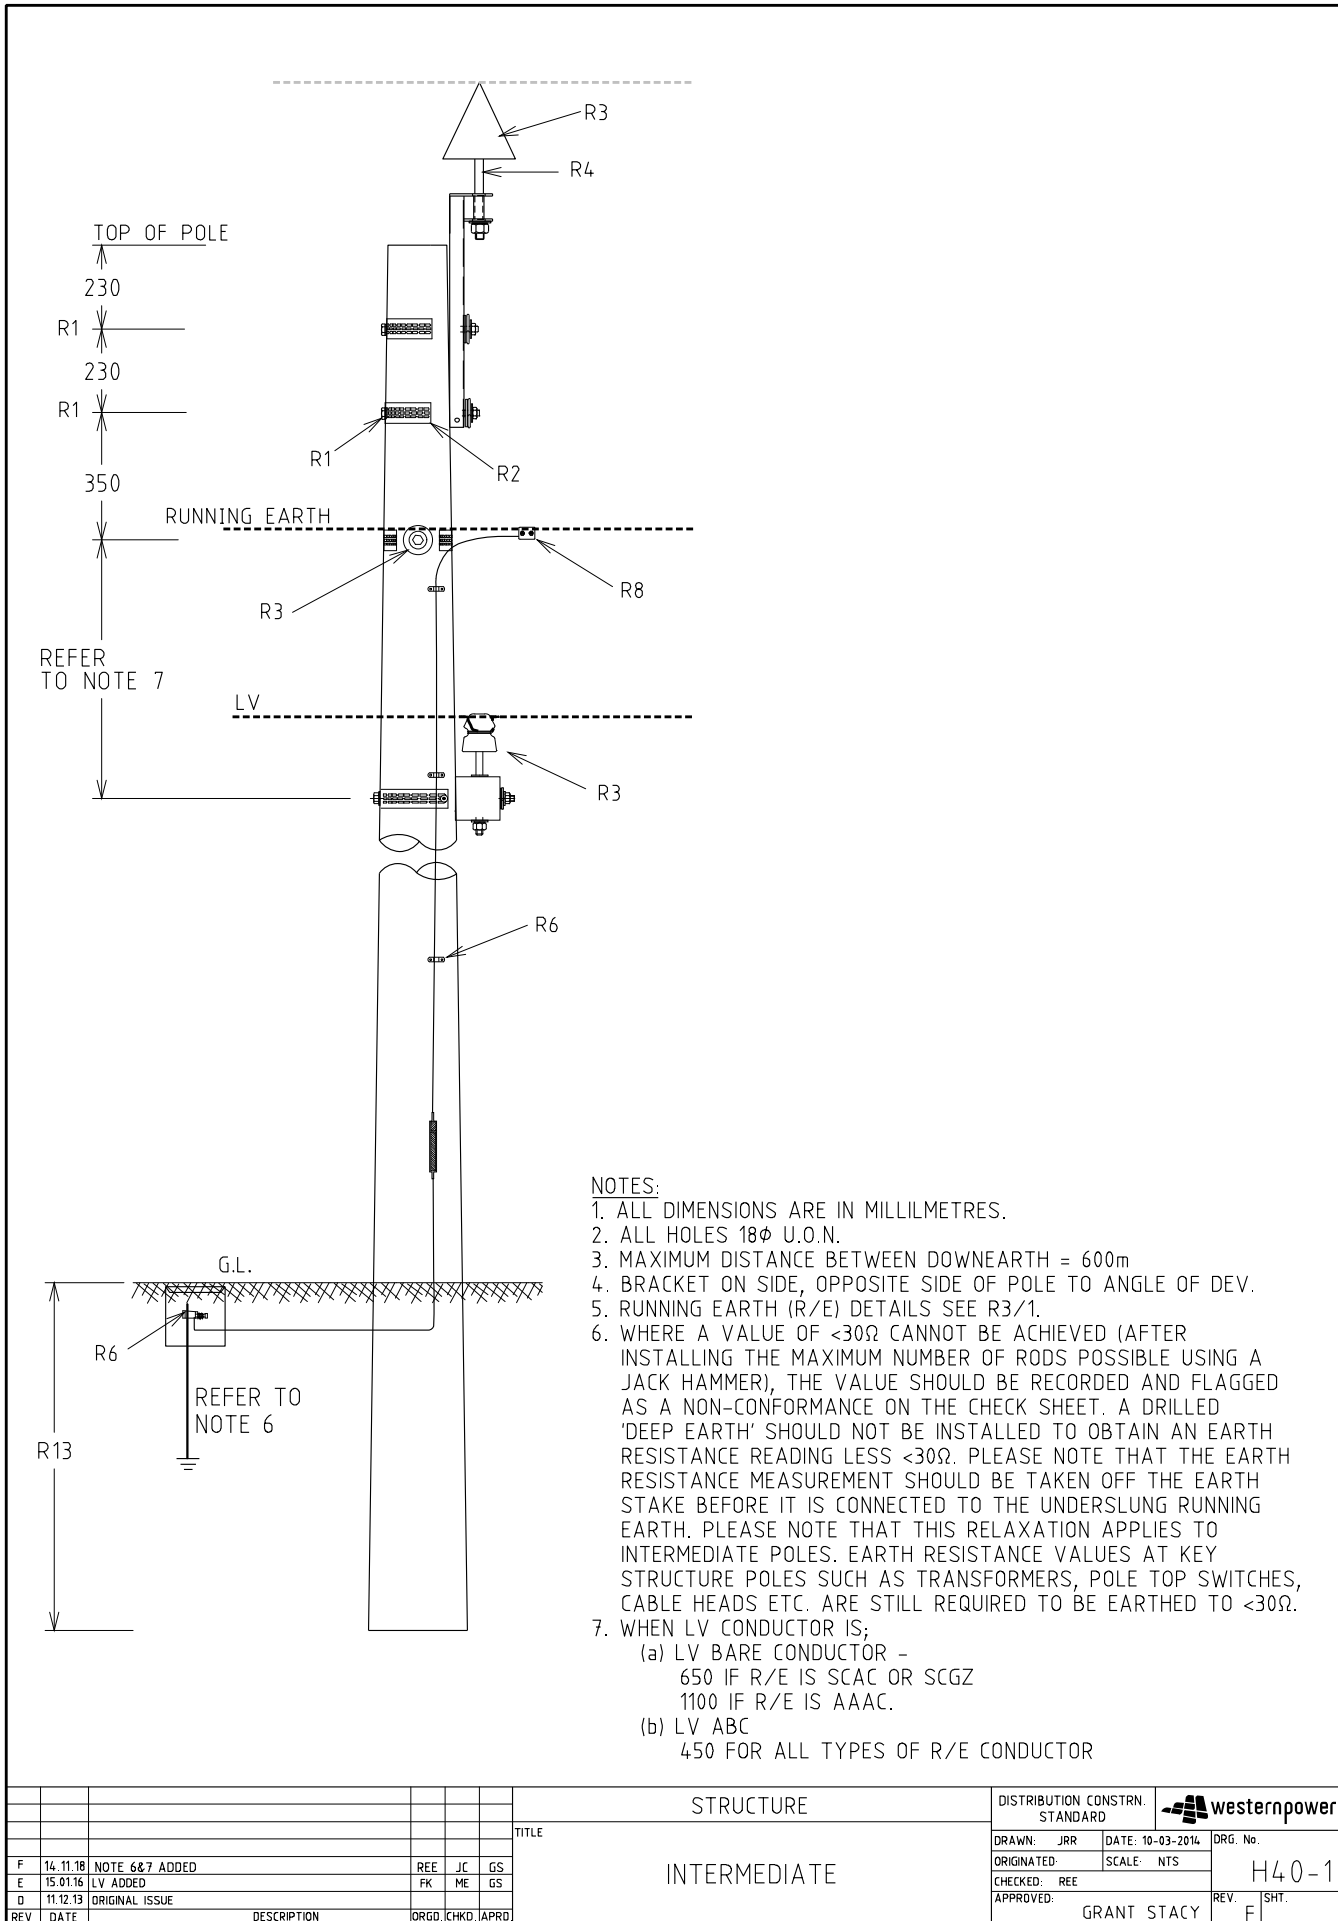 R3
R4
TOP OF POLE
230
R1
230
R1
R1
R2
350
RUNNING EARTH
R8
R3
REFER
TO NOTE 7
LV
R3
R6
G.L.
R6
REFER TO
NOTE 6
R13
NOTES:
1. ALL DIMENSIONS ARE IN MILLILMETRES.
2. ALL HOLES 18Φ U.O.N.
3. MAXIMUM DISTANCE BETWEEN DOWNEARTH = 600m
4. BRACKET ON SIDE, OPPOSITE SIDE OF POLE TO ANGLE OF DEV.
5. RUNNING EARTH (R/E) DETAILS SEE R3/1.
6. WHERE A VALUE OF <30Ω CANNOT BE ACHIEVED (AFTER
INSTALLING THE MAXIMUM NUMBER OF RODS POSSIBLE USING A
JACK HAMMER), THE VALUE SHOULD BE RECORDED AND FLAGGED
AS A NON-CONFORMANCE ON THE CHECK SHEET. A DRILLED
'DEEP EARTH' SHOULD NOT BE INSTALLED TO OBTAIN AN EARTH
RESISTANCE READING LESS <30Ω. PLEASE NOTE THAT THE EARTH
RESISTANCE MEASUREMENT SHOULD BE TAKEN OFF THE EARTH
STAKE BEFORE IT IS CONNECTED TO THE UNDERSLUNG RUNNING
EARTH. PLEASE NOTE THAT THIS RELAXATION APPLIES TO
INTERMEDIATE POLES. EARTH RESISTANCE VALUES AT KEY
STRUCTURE POLES SUCH AS TRANSFORMERS, POLE TOP SWITCHES,
CABLE HEADS ETC. ARE STILL REQUIRED TO BE EARTHED TO <30Ω.
7. WHEN LV CONDUCTOR IS;
(a) LV BARE CONDUCTOR -
650 IF R/E IS SCAC OR SCGZ
1100 IF R/E IS AAAC.
(b) LV ABC
450 FOR ALL TYPES OF R/E CONDUCTOR
F 14.11.18 NOTE 6&7 ADDED REE JC GS
E 15.01.16 LV ADDED FK ME GS
D 11.12.13 ORIGINAL ISSUE
REV DATE DESCRIPTION ORGD. CHKD. APRD.
STRUCTURE
TITLE
INTERMEDIATE
DISTRIBUTION CONSTRN.
STANDARD
westernpower
DRAWN: JRR DATE: 10-03-2014 DRG. No.
ORIGINATED: SCALE: NTS
H40-1
CHECKED: REE
APPROVED: GRANT STACY
REV. F SHT.